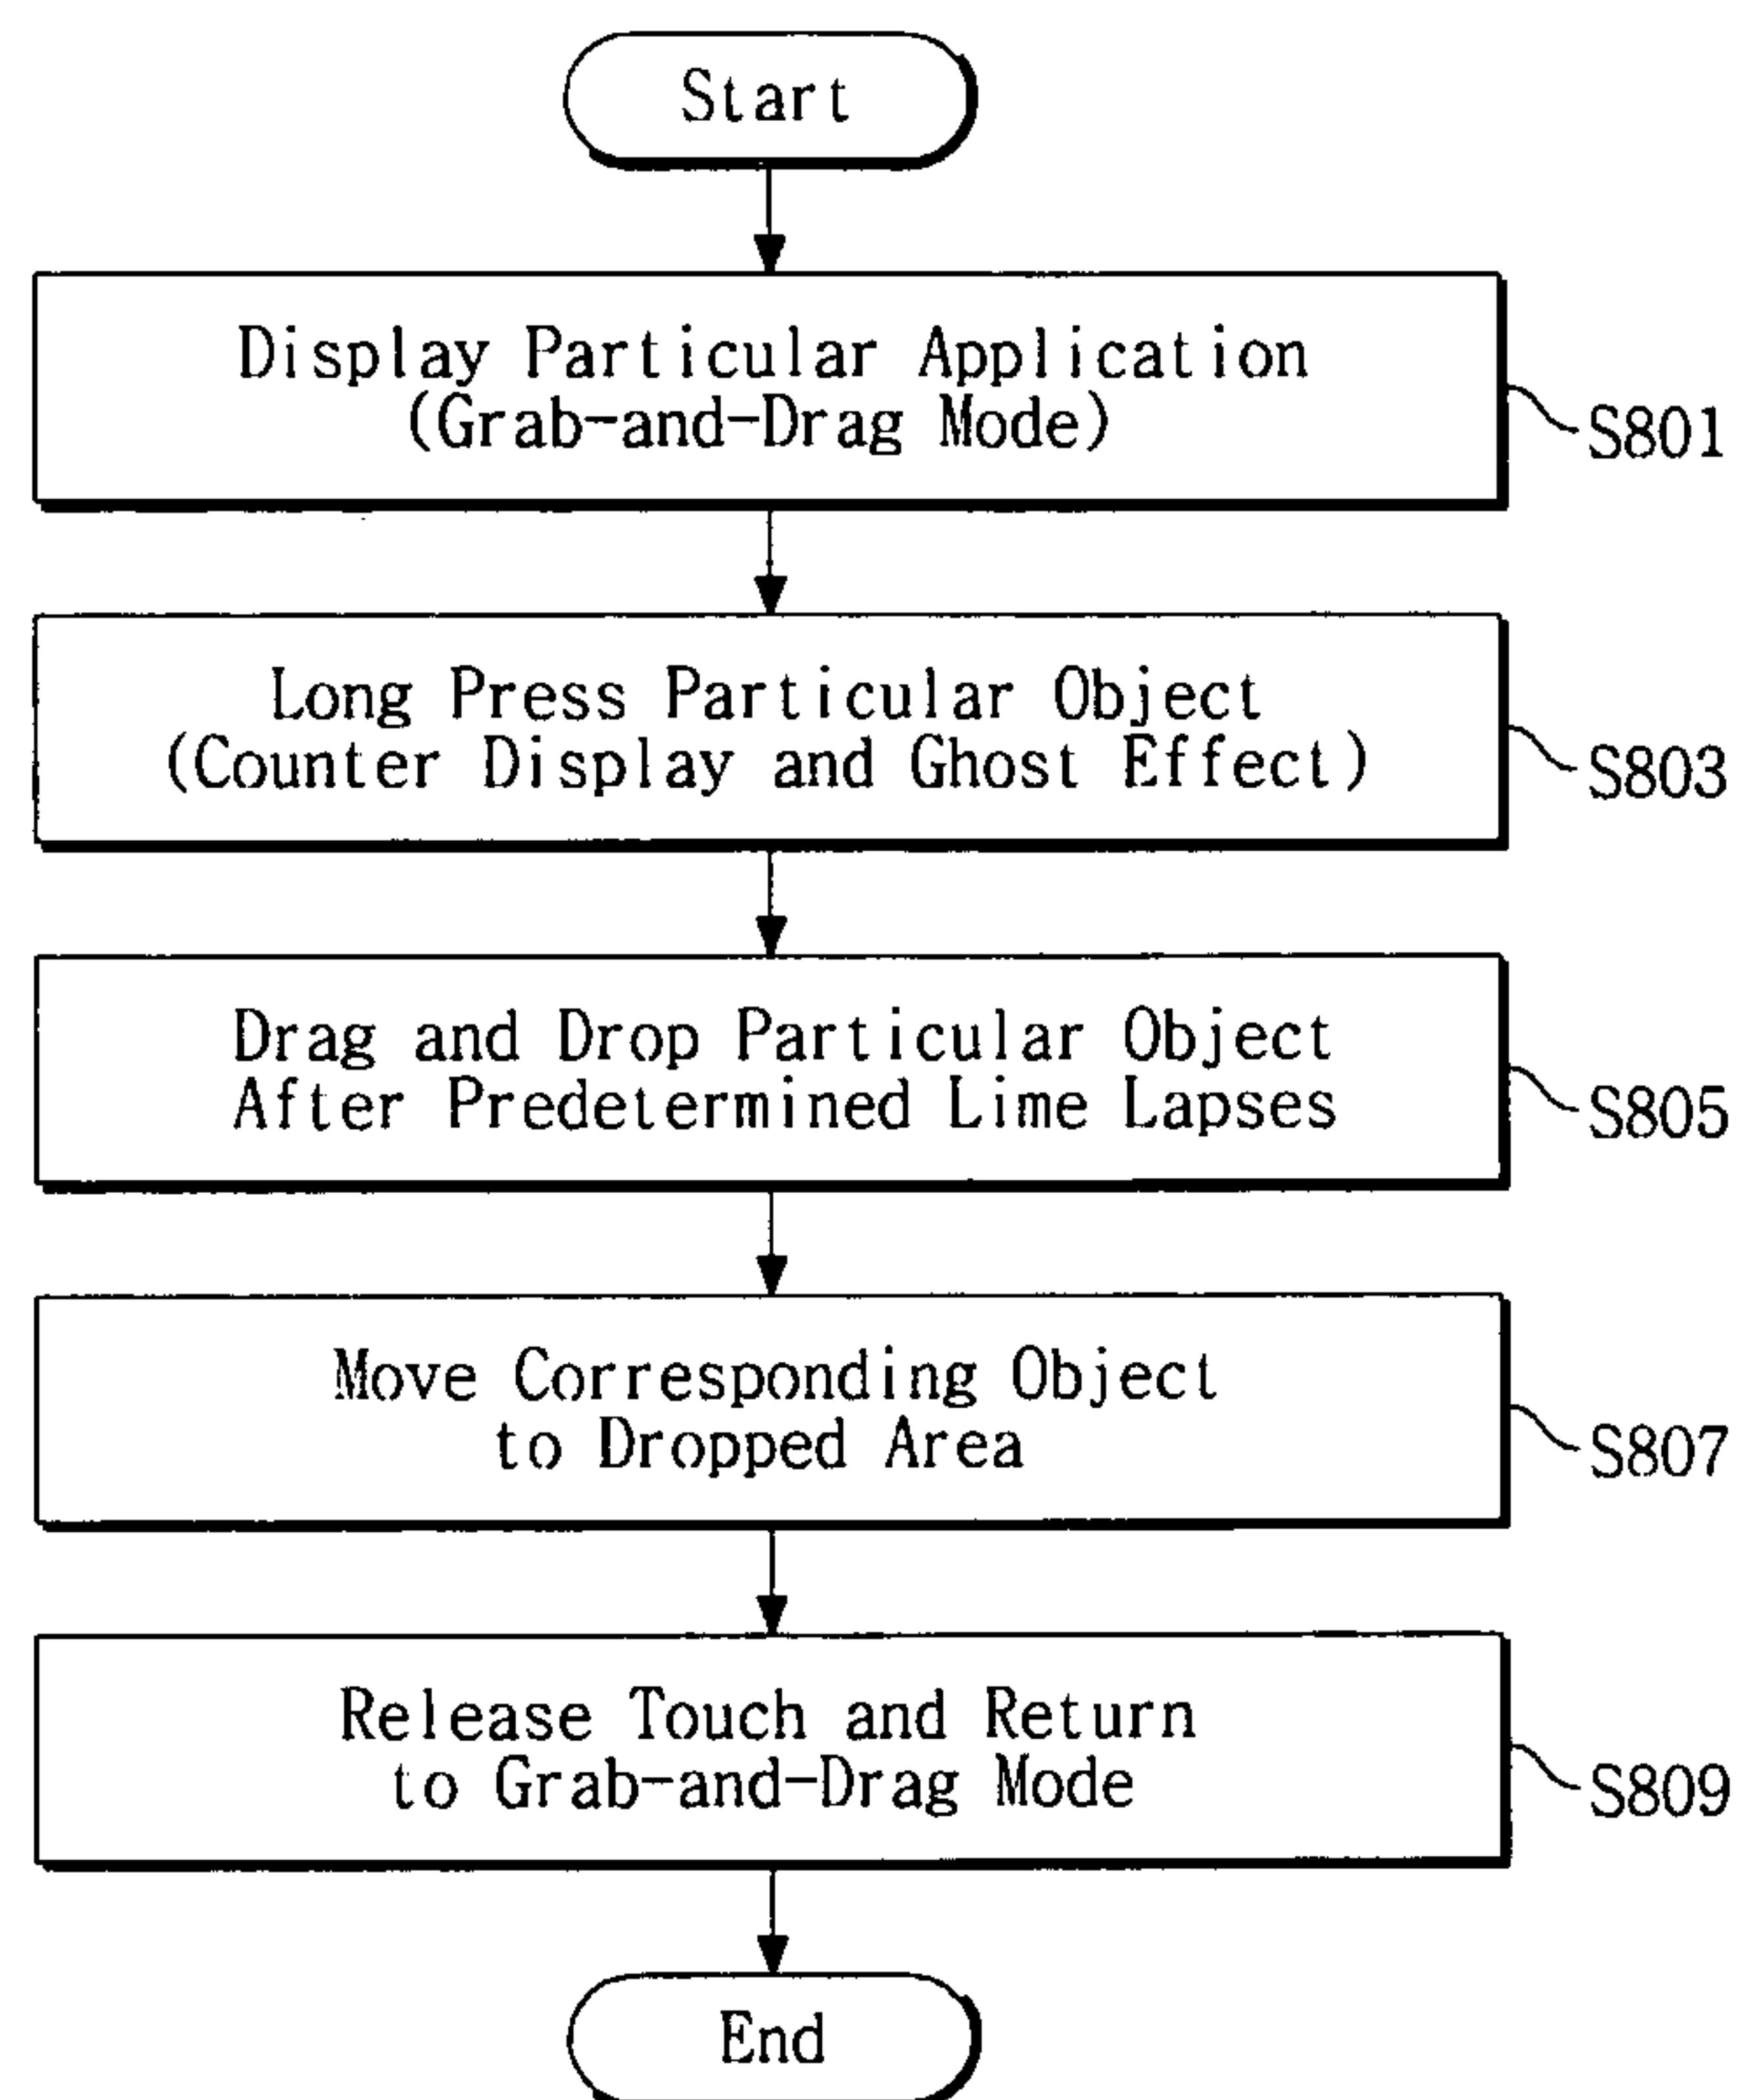 Start
Display Particular Application
(Grab-and-Drag Mode)
S801
Long Press Particular Object
(Counter Display and Ghost Effect)
S803
Drag and Drop Particular Object
After Predetermined Lime Lapses
S805
Move Corresponding Object
to Dropped Area
S807
Release Touch and Return
to Grab-and-Drag Mode
S809
End